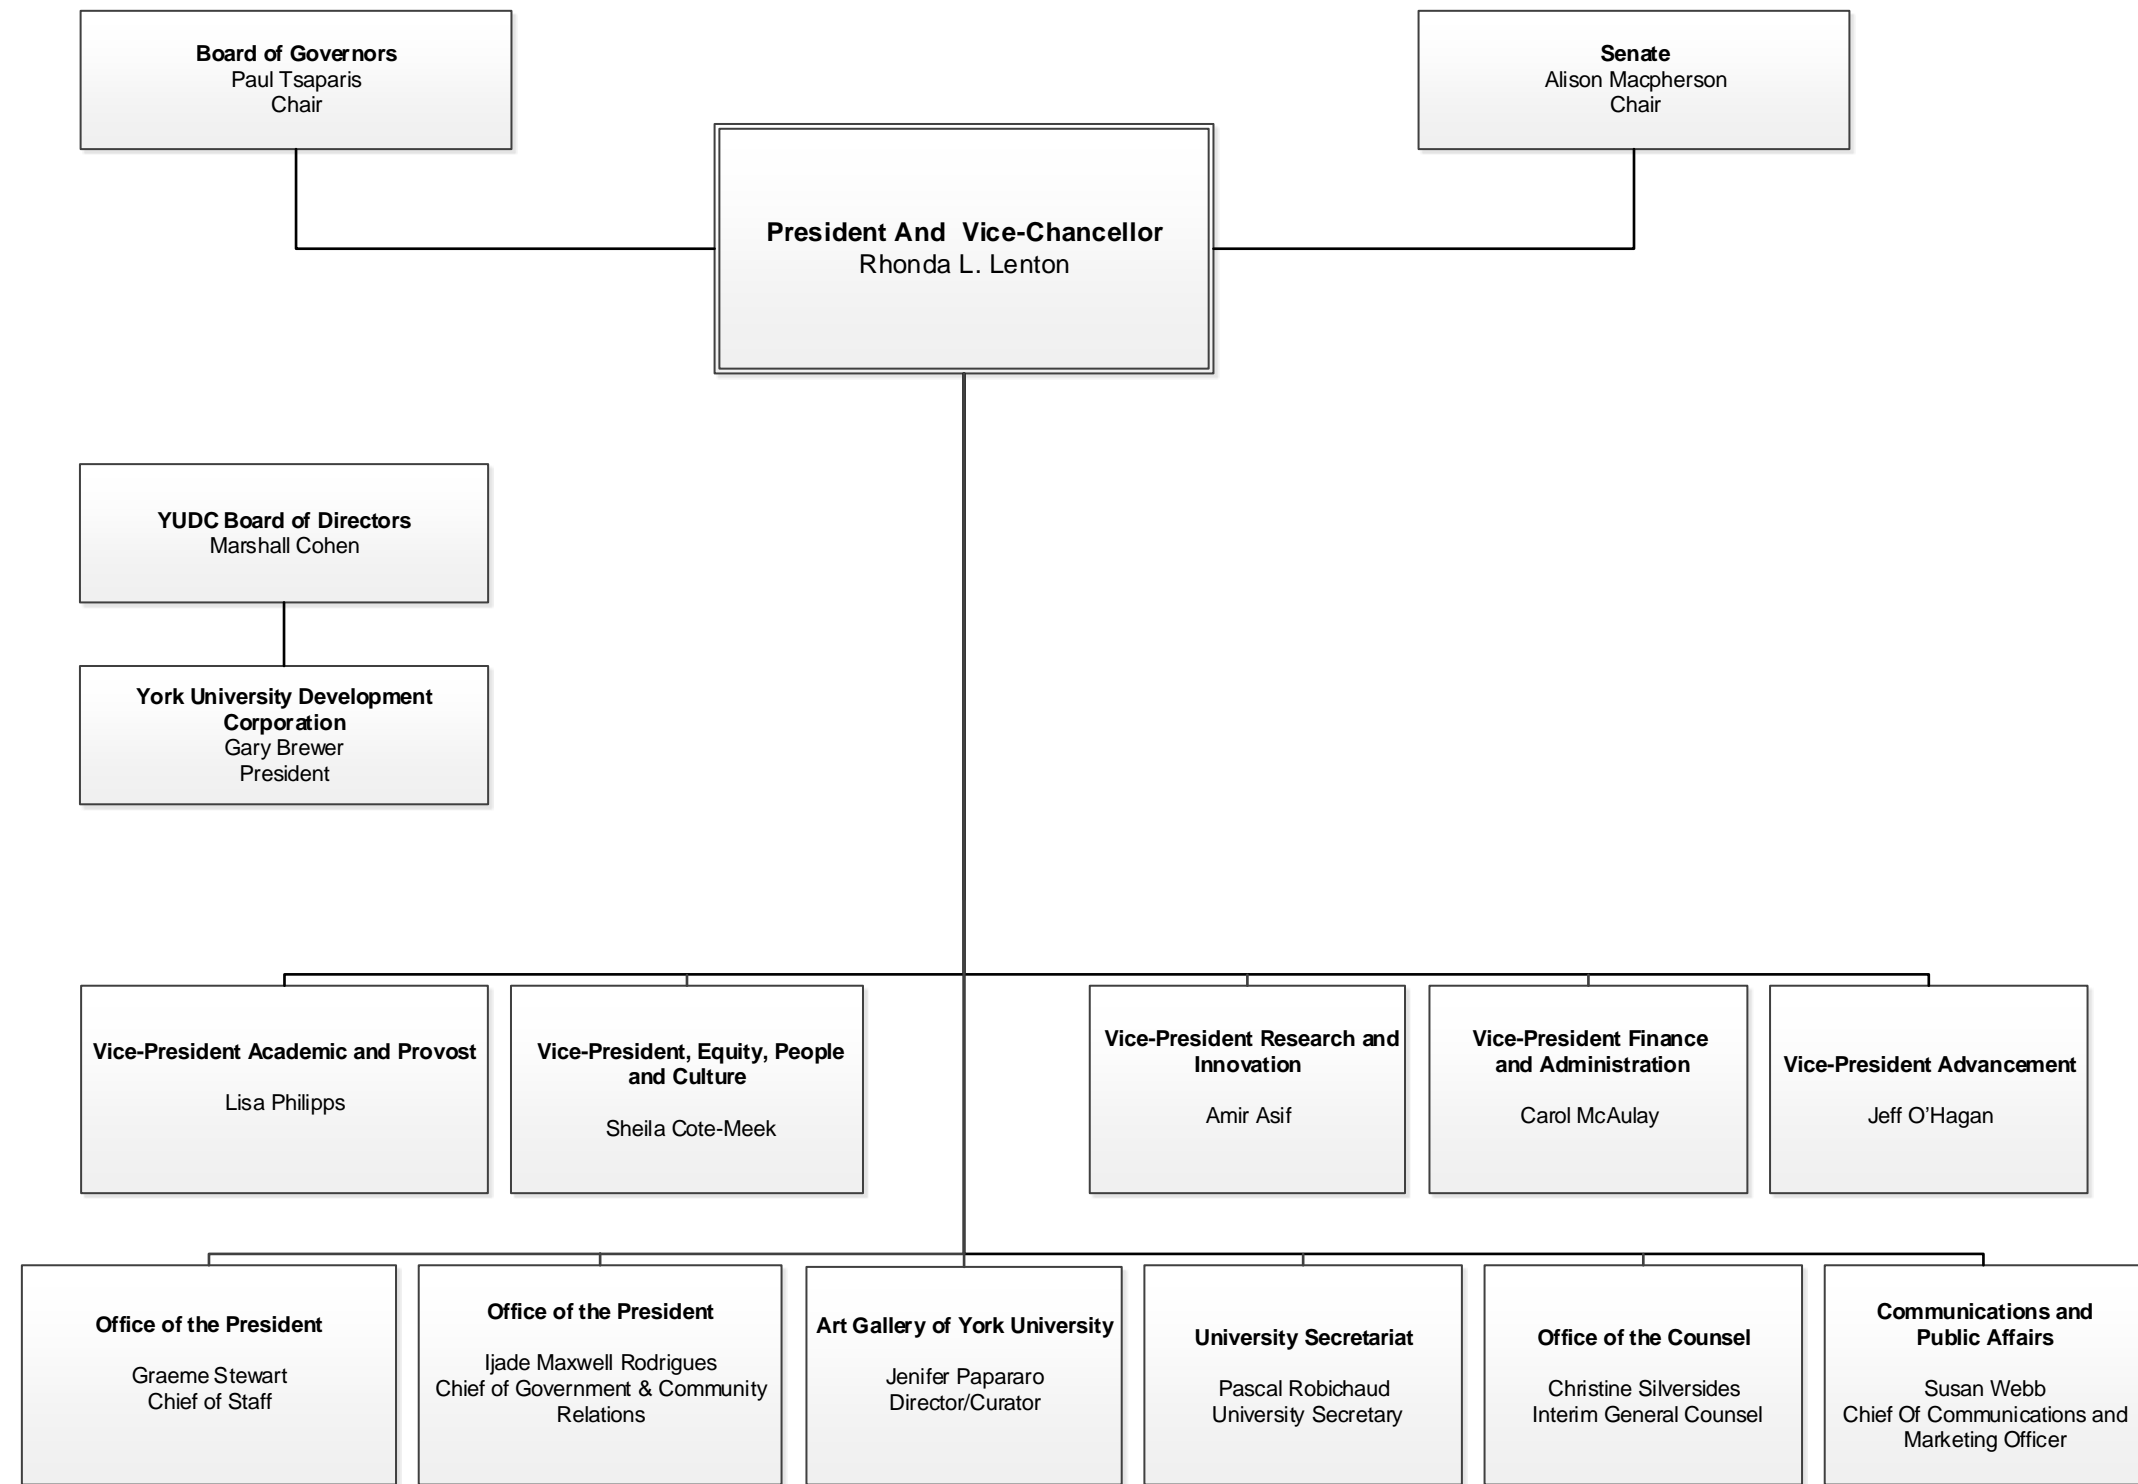 Board of Governors
Paul Tsaparis
Chair
Senate
Alison Macpherson
Chair
President And Vice-Chancellor
Rhonda L. Lenton
YUDC Board of Directors
Marshall Cohen
York University Development
Corporation
Gary Brewer
President
Vice-President Academic and Provost
Lisa Philipps
Vice-President, Equity, People
and Culture
Sheila Cote-Meek
Vice-President Research and
Innovation
Amir Asif
Vice-President Finance
and Administration
Carol McAulay
Vice-President Advancement
Jeff O’Hagan
Office of the President
Graeme Stewart
Chief of Staff
Office of the President
Ijade Maxwell Rodrigues
Chief of Government & Community
Relations
Art Gallery of York University
Jenifer Papararo
Director/Curator
University Secretariat
Pascal Robichaud
University Secretary
Office of the Counsel
Christine Silversides
Interim General Counsel
Communications and
Public Affairs
Susan Webb
Chief Of Communications and
Marketing Officer